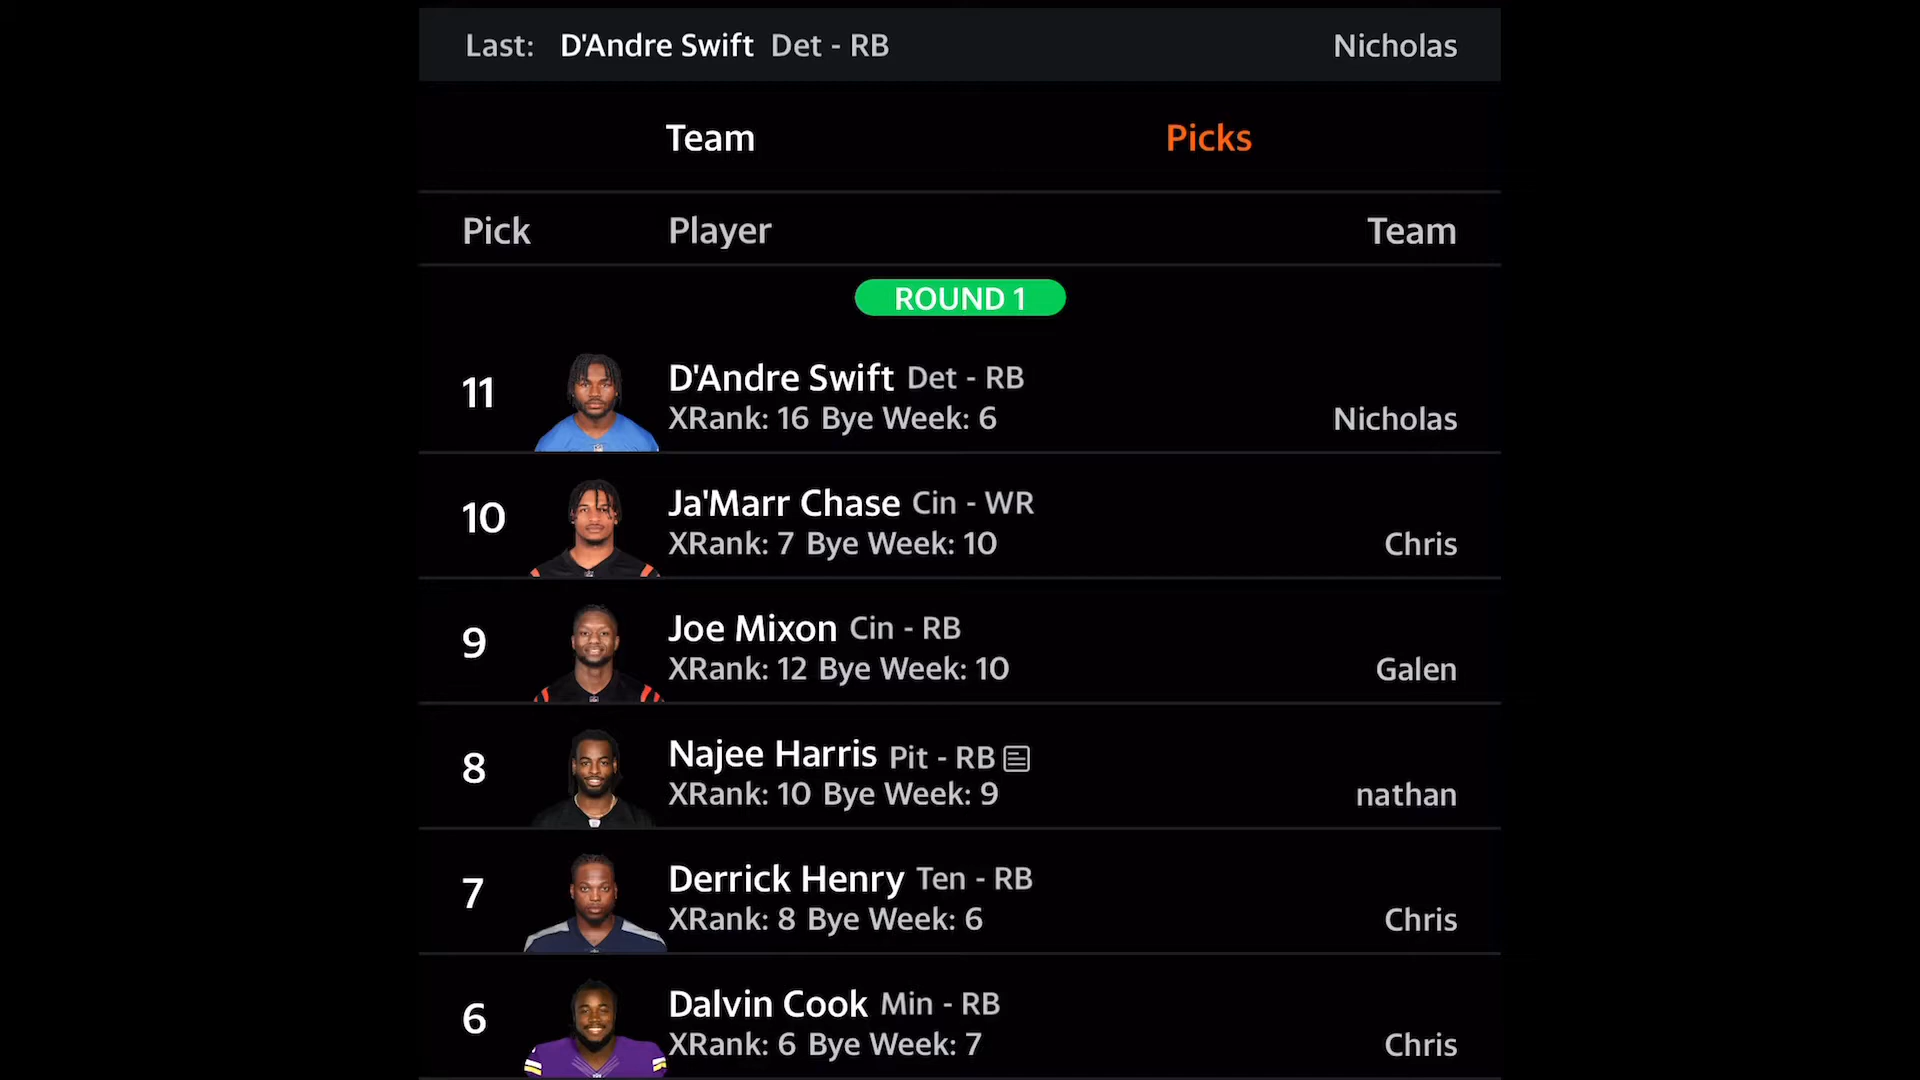 Last: D'Andre Swift Det - RB Nicholas
Team Picks
Pick Player Team
ROUND 1
11 D'Andre Swift Det - RB
XRank: 16 Bye Week: 6 Nicholas
10 Ja'Marr Chase Cin - WR
XRank: 7 Bye Week: 10 Chris
9 Joe Mixon Cin - RB
XRank: 12 Bye Week: 10 Galen
8 Najee Harris Pit - RB
XRank: 10 Bye Week: 9 nathan
7 Derrick Henry Ten - RB
XRank: 8 Bye Week: 6 Chris
6 Dalvin Cook Min - RB
XRank: 6 Bye Week: 7 Chris